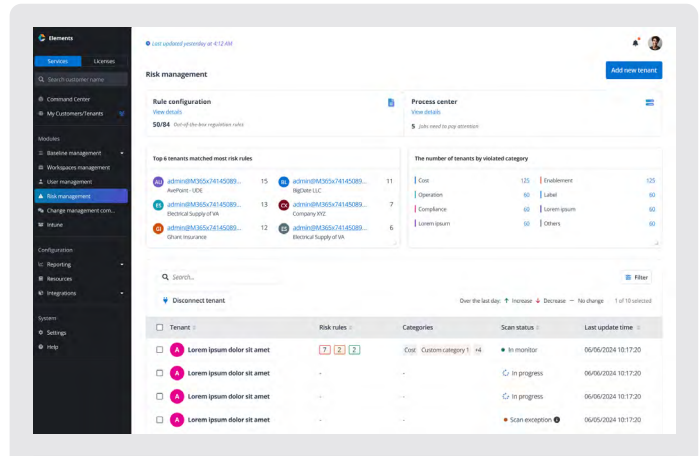 Elements
Services Licenses
Search customer name
Command Center
My Customers/Tenants
Modules
Baseline management
Workspaces management
User management
Risk management
Change management com...
Intune
Configuration
Reporting
Resources
Integrations
System
Settings
Help
Last updated yesterday at 4:12 AM
Risk management
Add new tenant
Rule configuration
View details
50/84 Out-of-the-box regulation rules
Process center
View details
5 Jobs need to pay attention
Top 6 tenants matched most risk rules
AU admin@M365x74145089... 15
AvePoint - UDE
BL admin@M365x74145089... 11
BigDate LLC
ES admin@M365x74145089... 13
Electrical Supply of VA
CX admin@M365x74145089... 7
Company XYZ
GI admin@M365x74145089... 12
Ghant Insurance
ES admin@M365x74145089... 6
Electrical Supply of VA
The number of tenants by violated category
Cost 125 Enablement 125
Operation 60 Label 60
Compliance 60 Lorem ipsum 60
Lorem ipsum 60 Others 60
Search...
Filter
Disconnect tenant
Over the last day: Increase Decrease No change 1 of 10 selected
Tenant Risk rules Categories Scan status Last update time
A Lorem ipsum dolor sit amet 7 2 2 Cost Custom category 1 +4 In monitor 06/06/2024 10:17:20
A Lorem ipsum dolor sit amet - - In progress 06/06/2024 10:17:20
A Lorem ipsum dolor sit amet - - In progress 06/06/2024 10:17:20
A Lorem ipsum dolor sit amet - - Scan exception 06/05/2024 10:17:20